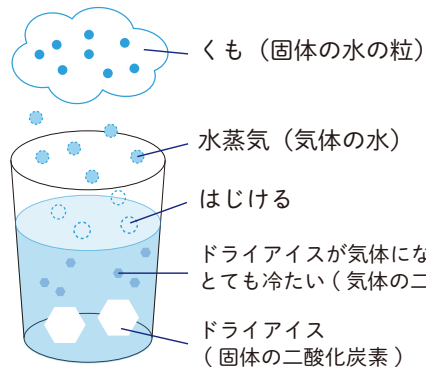 くも（固体の水の粒）
水蒸気（気体の水）
はじける
ドライアイスが気体にな
とても冷たい ( 気体の二
ドライアイス
( 固体の二酸化炭素 )